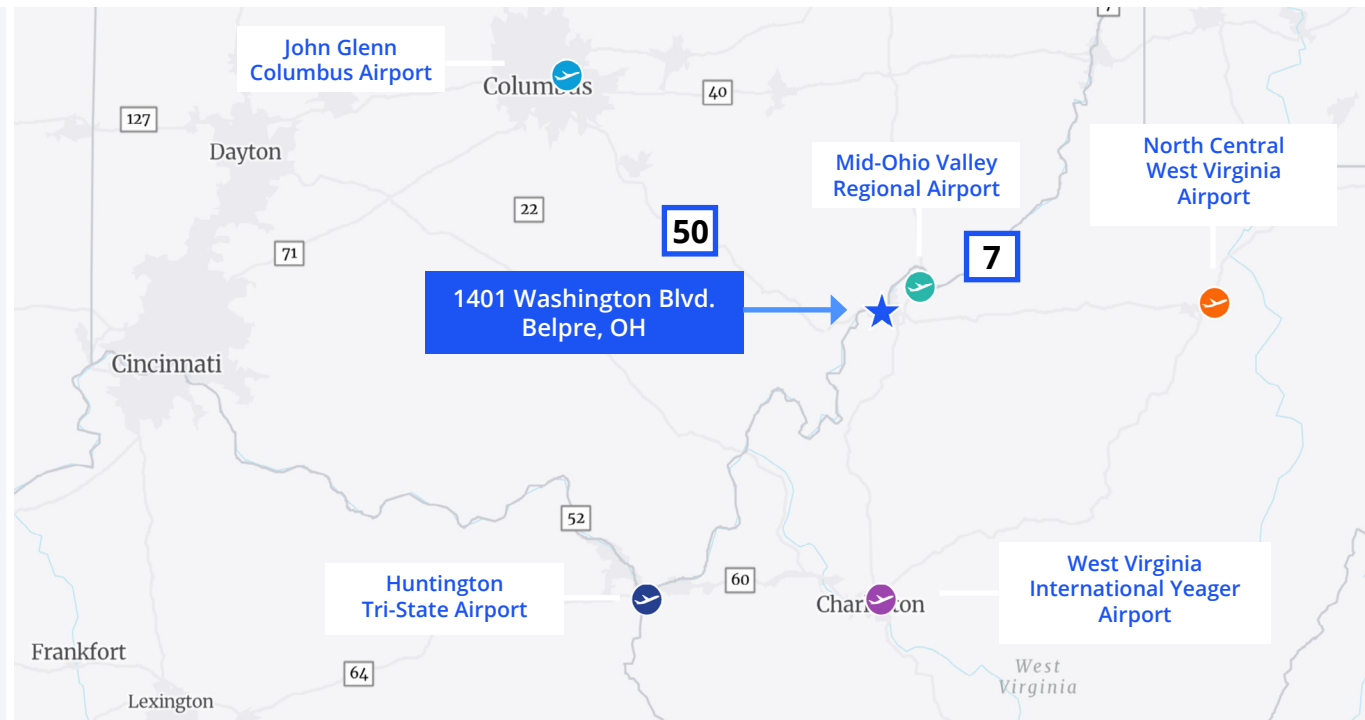 7
John Glenn
Columbus Airport
Columbus
40
127
Dayton
Mid-Ohio Valley
Regional Airport
North Central
West Virginia
Airport
22
50
71
7
1401 Washington Blvd.
Belpre, OH
Cincinnati
52
Huntington
Tri-State Airport
60
Charleston
West Virginia
International Yeager
Airport
Frankfort
64
West
Virginia
Lexington